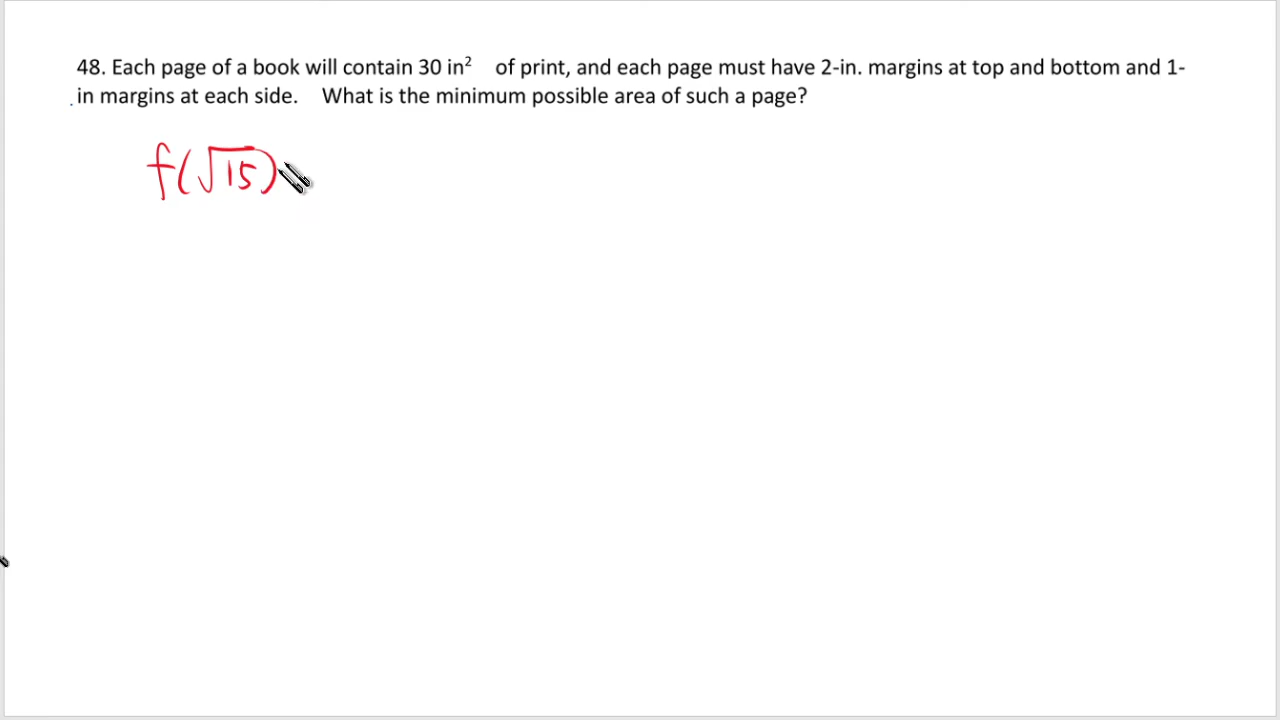 48. Each page of a book will contain 30 in² of print, and each page must have 2-in. margins at top and bottom and 1-
.in margins at each side. What is the minimum possible area of such a page?
f(√15)